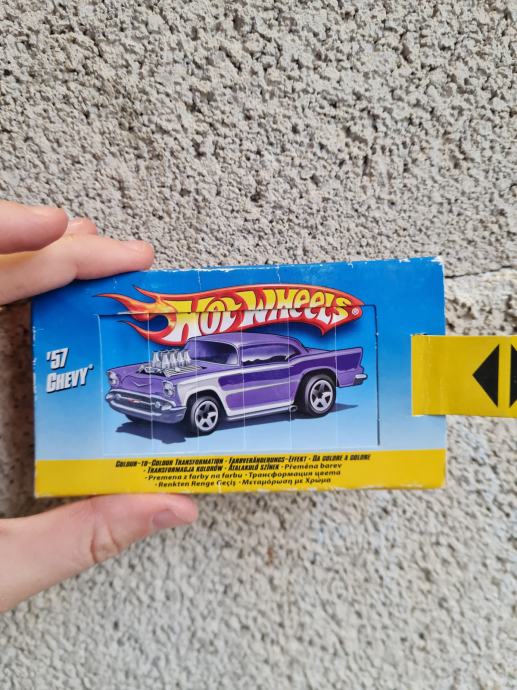 HOT WHEELS®
'57
CHEVY®
COLOUR-TO-COLOUR TRANSFORMATION • FARBVERÄNDERUNGS-EFFEKT • DA COLORE A COLORE
• TRANSFORMACJA KOLORÓW • ÁTALAKULÓ SZÍNEK • Přeměna barev
• Premena z farby na farbu • Трансформация цвета
• Renkten Renge Geçiş • Μεταμόρφωση με Χρώμα